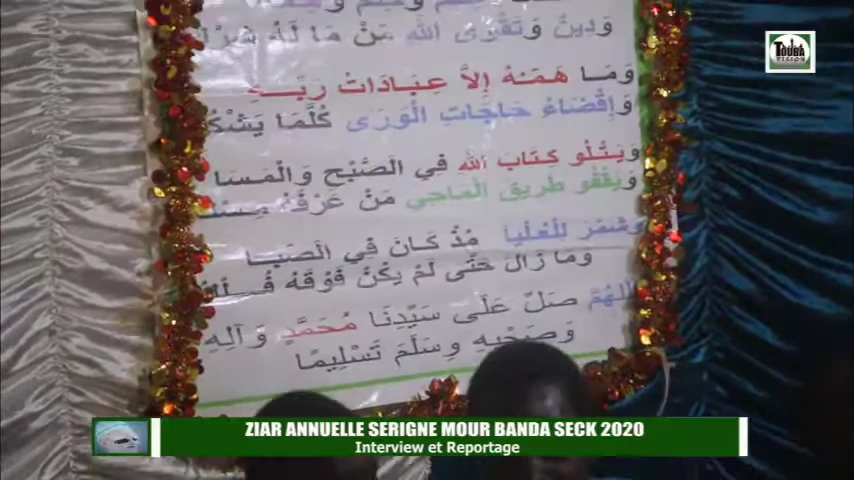 وَدِينٌ وَتَقْوَى اللهِ مَنْ مَا لَهُ
وَمَا هَمُّهُ إِلاَّ عِبَادَاتُ رَبِّهِ
وَإِقْضَاءُ حَاجَاتِ الْوَرَى كُلَّمَا يَشْكُ
وَيَتْلُو كِتَابَ اللهِ فِي الصُّبْحِ وَالْمَسَا
وَيَقْفُو طَرِيقَ الْمَاحِي مَنْ عَرْفُهُ
وَشَمَّرَ لِلْعُلْيَا مُذْ كَانَ فِي الصَّبَا
وَمَا زَالَ حَتَّى لَمْ يَكُنْ فَوْقَهُ
اللَّهُمَّ صَلِّ عَلَى سَيِّدِنَا مُحَمَّدٍ وَآلِهِ
وَصَحْبِهِ وَسَلِّمَ تَسْلِيمًا
TOUBA
VISION
ZIAR ANNUELLE SERIGNE MOUR BANDA SECK 2020
Interview et Reportage